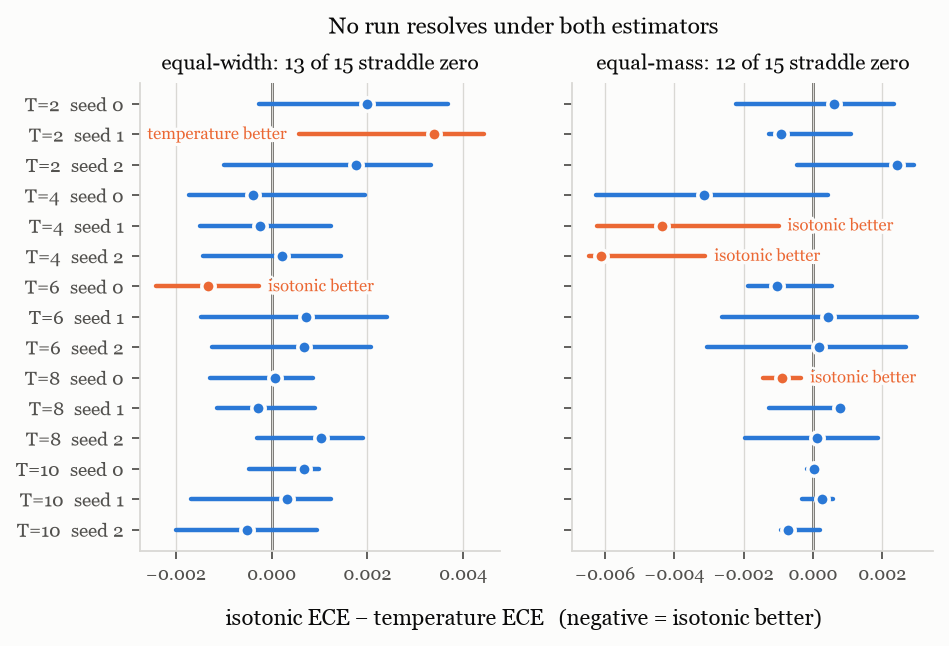 No run resolves under both estimators
equal-width: 13 of 15 straddle zero
equal-mass: 12 of 15 straddle zero
T=2 seed 0
T=2 seed 1
T=2 seed 2
T=4 seed 0
T=4 seed 1
T=4 seed 2
T=6 seed 0
T=6 seed 1
T=6 seed 2
T=8 seed 0
T=8 seed 1
T=8 seed 2
T=10 seed 0
T=10 seed 1
T=10 seed 2
temperature better
isotonic better
−0.002 0.000 0.002 0.004
isotonic better
isotonic better
isotonic better
−0.006 −0.004 −0.002 0.000 0.002
isotonic ECE − temperature ECE (negative = isotonic better)